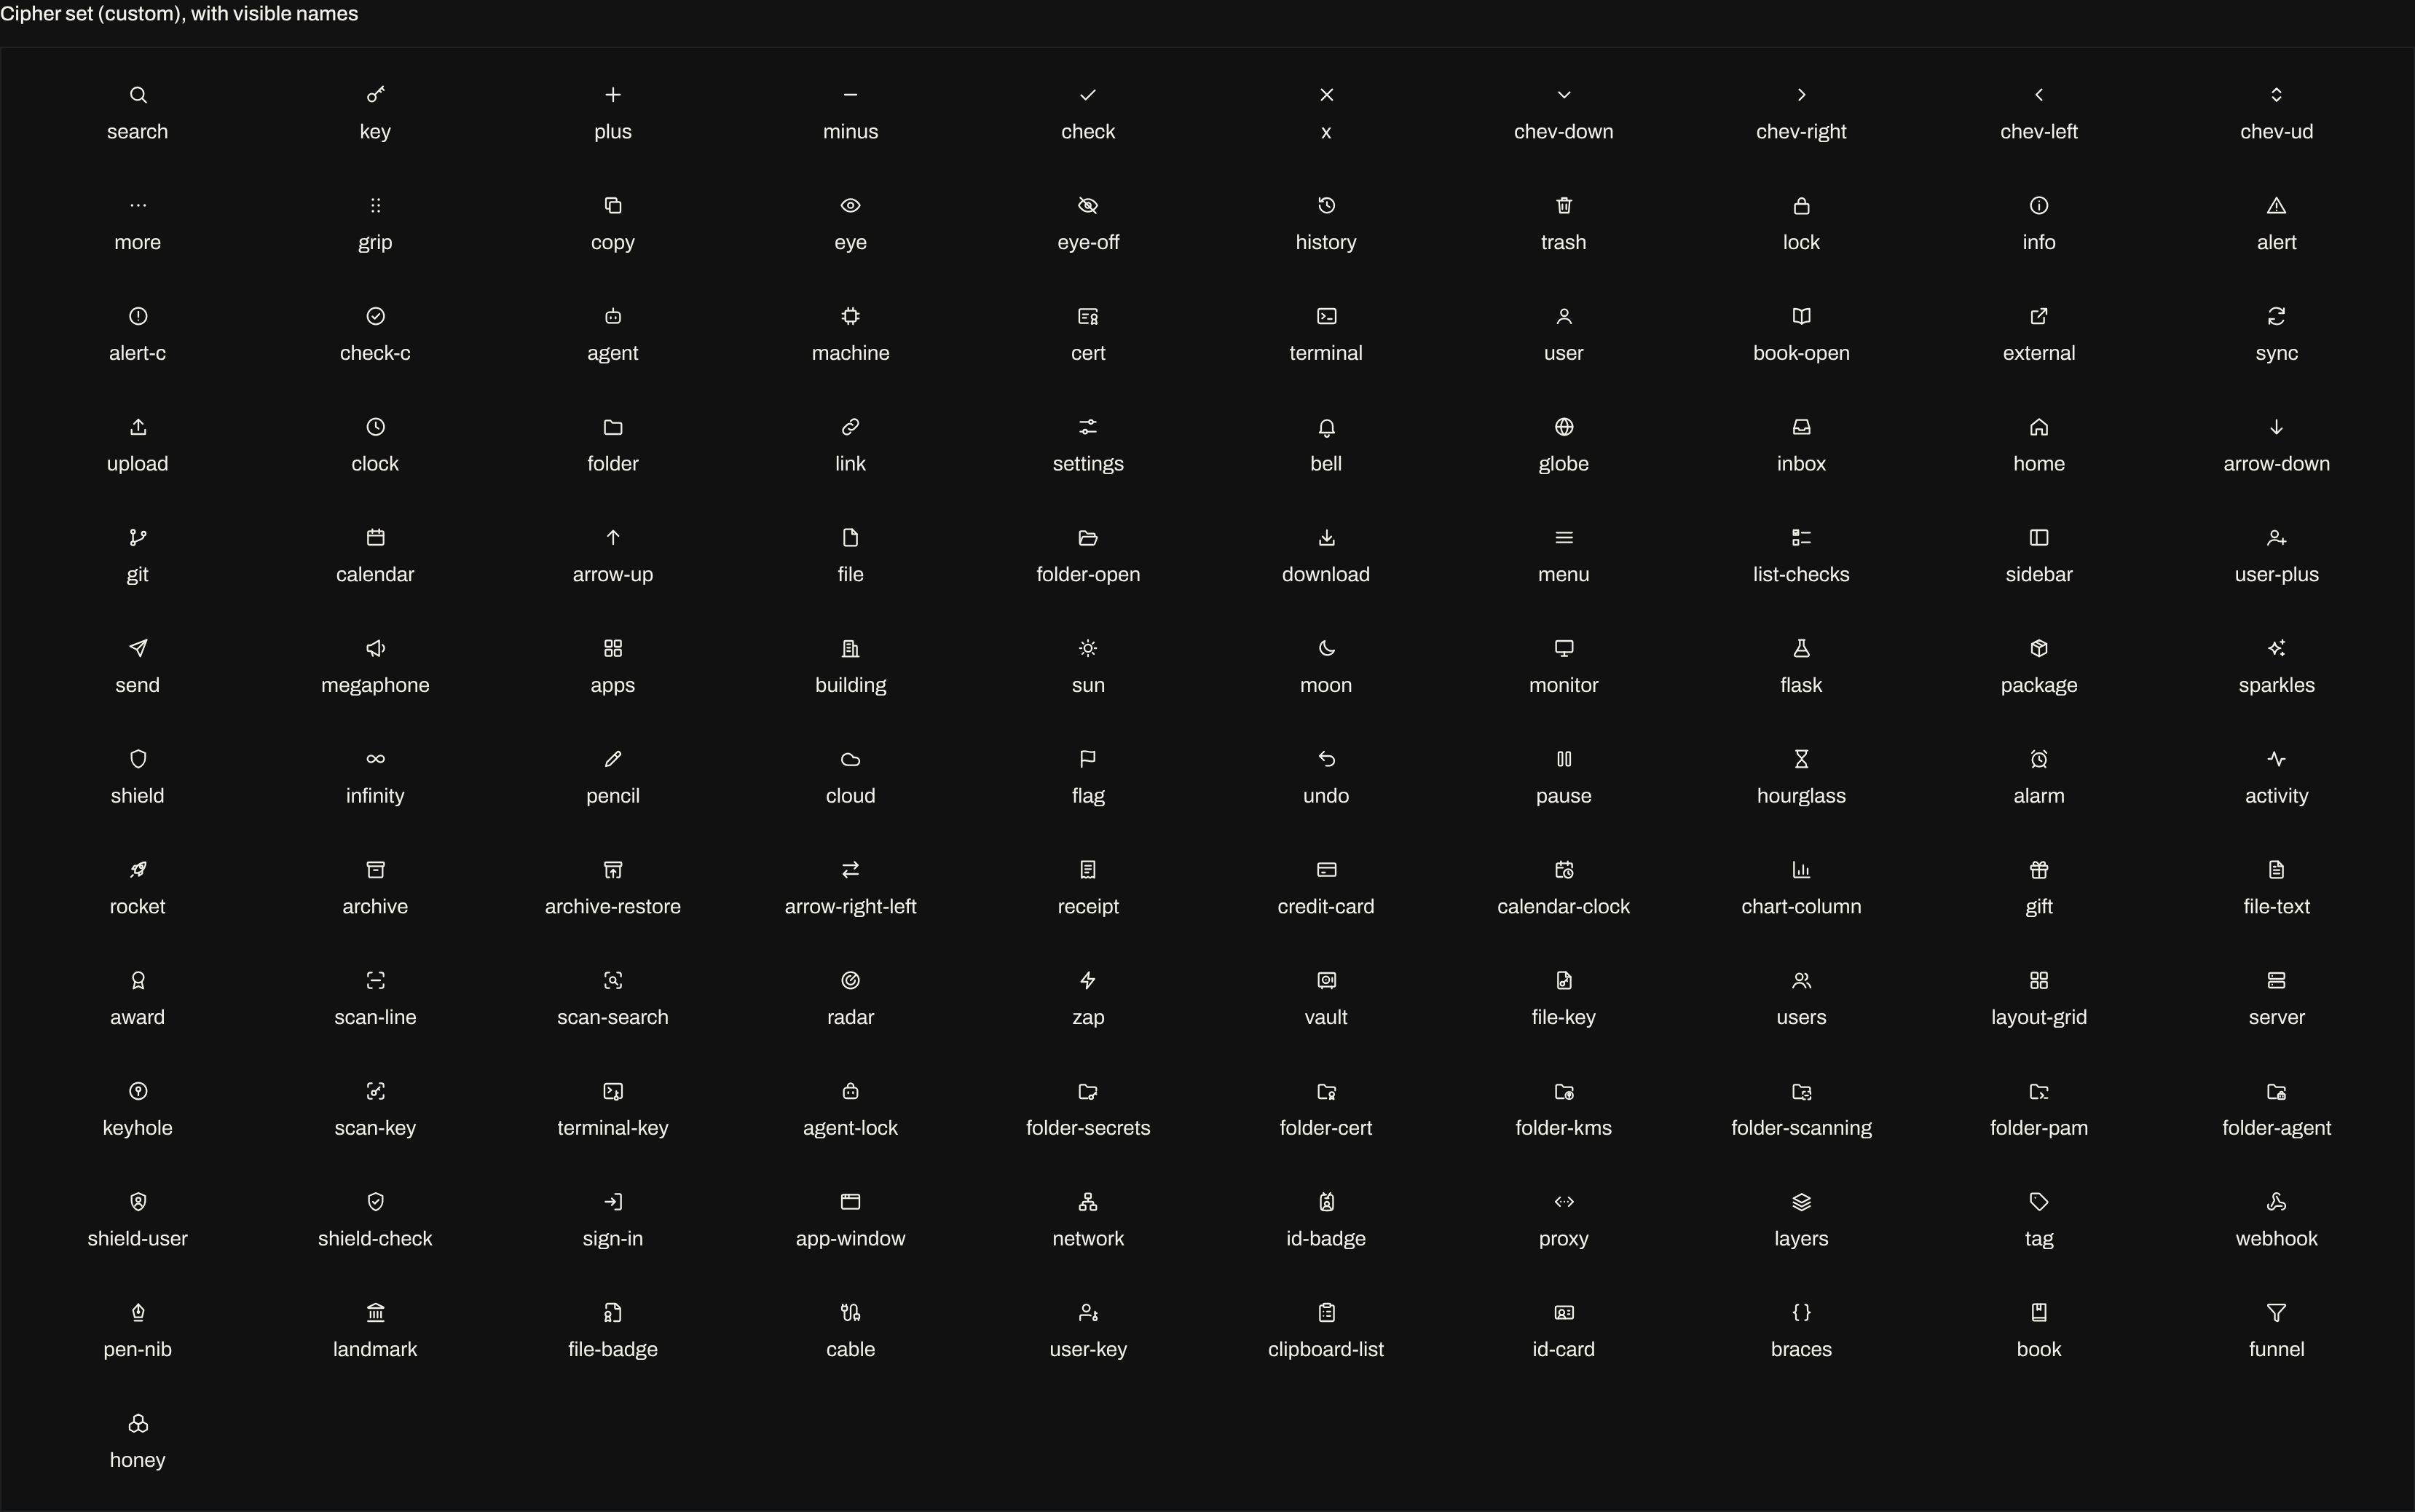 Cipher set (custom), with visible names
search key plus minus check x chev-down chev-right chev-left chev-ud
more grip copy eye eye-off history trash lock info alert
alert-c check-c agent machine cert terminal user book-open external sync
upload clock folder link settings bell globe inbox home arrow-down
git calendar arrow-up file folder-open download menu list-checks sidebar user-plus
send megaphone apps building sun moon monitor flask package sparkles
shield infinity pencil cloud flag undo pause hourglass alarm activity
rocket archive archive-restore arrow-right-left receipt credit-card calendar-clock chart-column gift file-text
award scan-line scan-search radar zap vault file-key users layout-grid server
keyhole scan-key terminal-key agent-lock folder-secrets folder-cert folder-kms folder-scanning folder-pam folder-agent
shield-user shield-check sign-in app-window network id-badge proxy layers tag webhook
pen-nib landmark file-badge cable user-key clipboard-list id-card braces book funnel
honey